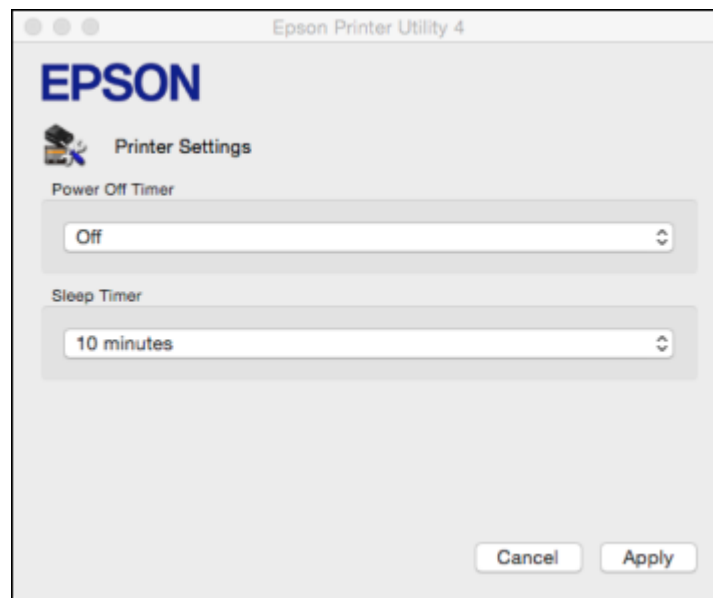 Epson Printer Utility 4
EPSON
Printer Settings
Power Off Timer
Off
Sleep Timer
10 minutes
Cancel Apply